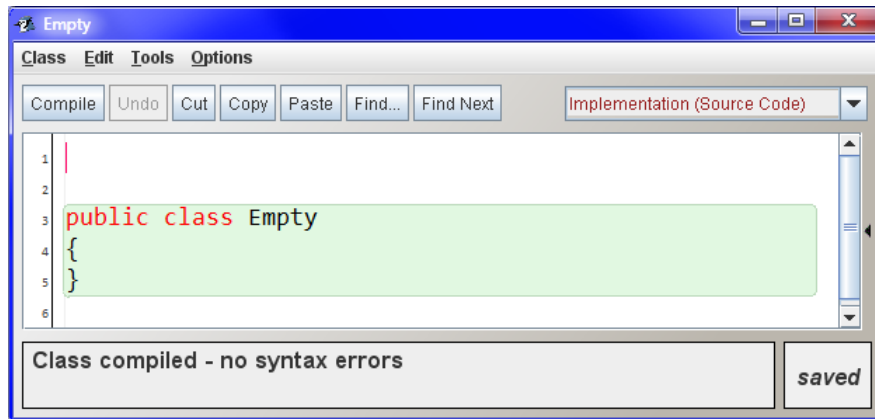 Empty
Class Edit Tools Options
Compile Undo Cut Copy Paste Find... Find Next Implementation (Source Code)
1
2
3 public class Empty
4 {
5 }
6
Class compiled - no syntax errors
saved